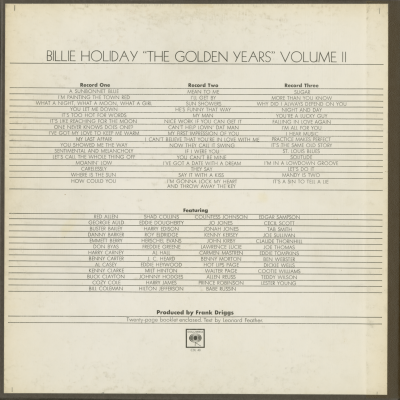 BILLIE HOLIDAY "THE GOLDEN YEARS" VOLUME II
Record One
A SUNBONNET BLUE
I'M PAINTING THE TOWN RED
WHAT A NIGHT, WHAT A MOON, WHAT A GIRL
YOU LET ME DOWN
IT'S TOO HOT FOR WORDS
IT'S LIKE REACHING FOR THE MOON
ONE NEVER KNOWS DOES ONE?
I'VE GOT MY LOVE TO KEEP ME WARM
MY LAST AFFAIR
YOU SHOWED ME THE WAY
SENTIMENTAL AND MELANCHOLY
LET'S CALL THE WHOLE THING OFF
MOANIN' LOW
CARELESSLY
WHERE IS THE SUN
HOW COULD YOU
Record Two
MEAN TO ME
I'LL GET BY
SUN SHOWERS
HE'S FUNNY THAT WAY
MY MAN
NICE WORK IF YOU CAN GET IT
CAN'T HELP LOVIN' DAT MAN
MY FIRST IMPRESSION OF YOU
I CAN'T BELIEVE THAT YOU'RE IN LOVE WITH ME
NOW THEY CALL IT SWING
IF I WERE YOU
YOU CAN'T BE MINE
I'VE GOT A DATE WITH A DREAM
THEY SAY
SAY IT WITH A KISS
I'M GONNA LOCK MY HEART
AND THROW AWAY THE KEY
Record Three
SUGAR
MORE THAN YOU KNOW
WHY DID I ALWAYS DEPEND ON YOU
NIGHT AND DAY
YOU'RE A LUCKY GUY
FALLING IN LOVE AGAIN
I'M ALL FOR YOU
I HEAR MUSIC
PRACTICE MAKES PERFECT
IT'S THE SAME OLD STORY
ST. LOUIS BLUES
SOLITUDE
I'M IN A LOWDOWN GROOVE
LET'S DO IT
MANDY IS TWO
IT'S A SIN TO TELL A LIE
Featuring
RED ALLEN
GEORGIE AULD
BUSTER BAILEY
DANNY BARKER
EMMETT BERRY
DON BYAS
HARRY CARNEY
BENNY CARTER
AL CASEY
KENNY CLARKE
BUCK CLAYTON
COZY COLE
BILL COLEMAN
SHAD COLLINS
EDDIE DOUGHERTY
HARRY EDISON
ROY ELDRIDGE
HERSCHEL EVANS
FREDDIE GREENE
AL HALL
J. C. HEARD
EDDIE HEYWOOD
MILT HINTON
JOHNNY HODGES
HARRY JAMES
HILTON JEFFERSON
COUNTESS JOHNSON
JO JONES
JONAH JONES
KENNY KERSEY
JOHN KIRBY
LAWRENCE LUCIE
CARMEN MASTREN
BENNY MORTON
HOT LIPS PAGE
WALTER PAGE
ALLEN REUSS
PRINCE ROBINSON
BABE RUSSIN
EDGAR SAMPSON
CECIL SCOTT
TAB SMITH
JOE SULLIVAN
CLAUDE THORNHILL
JOE THOMAS
EDDIE TOMPKINS
BEN WEBSTER
DICKIE WELLS
COOTIE WILLIAMS
TEDDY WILSON
LESTER YOUNG
Produced by Frank Driggs
Twenty-page booklet enclosed. Text by Leonard Feather.